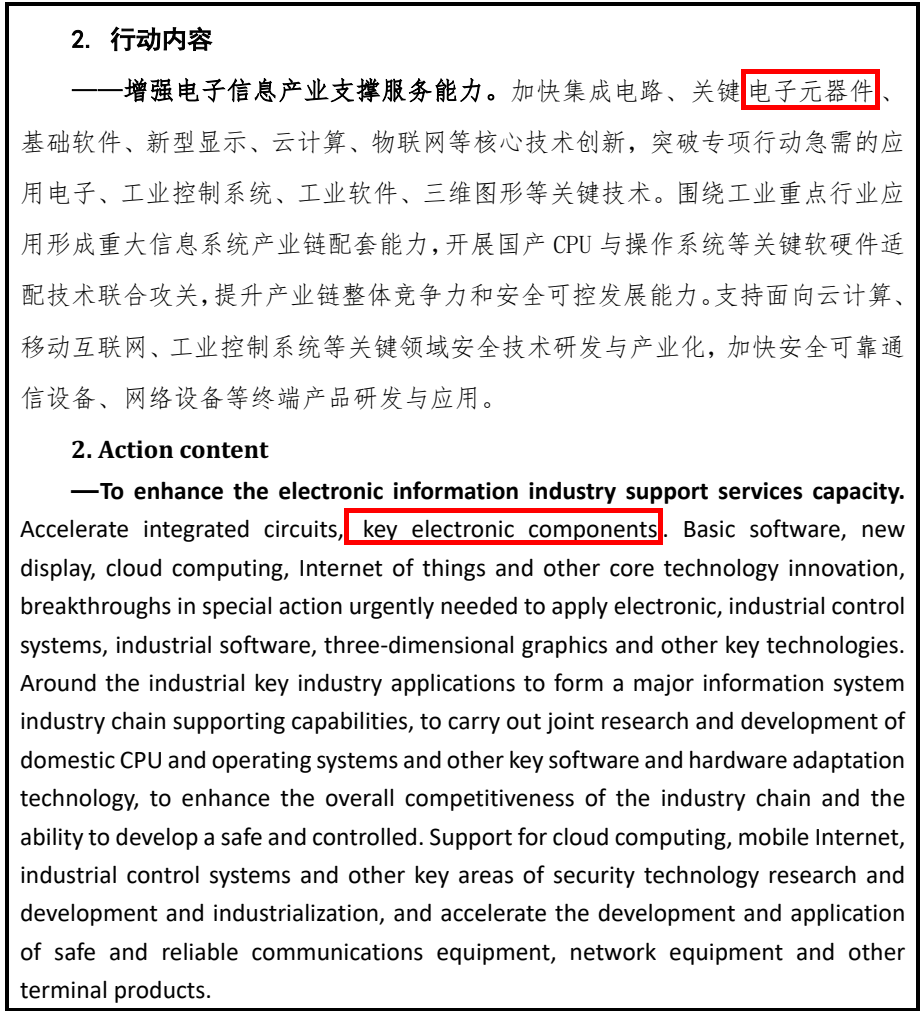 2. 行动内容
——增强电子信息产业支撑服务能力。加快集成电路、关键电子元器件、
基础软件、新型显示、云计算、物联网等核心技术创新，突破专项行动急需的应
用电子、工业控制系统、工业软件、三维图形等关键技术。围绕工业重点行业应
用形成重大信息系统产业链配套能力，开展国产 CPU 与操作系统等关键软硬件适
配技术联合攻关，提升产业链整体竞争力和安全可控发展能力。支持面向云计算、
移动互联网、工业控制系统等关键领域安全技术研发与产业化，加快安全可靠通
信设备、网络设备等终端产品研发与应用。
2. Action content
—To enhance the electronic information industry support services capacity.
Accelerate integrated circuits, key electronic components. Basic software, new
display, cloud computing, Internet of things and other core technology innovation,
breakthroughs in special action urgently needed to apply electronic, industrial control
systems, industrial software, three-dimensional graphics and other key technologies.
Around the industrial key industry applications to form a major information system
industry chain supporting capabilities, to carry out joint research and development of
domestic CPU and operating systems and other key software and hardware adaptation
technology, to enhance the overall competitiveness of the industry chain and the
ability to develop a safe and controlled. Support for cloud computing, mobile Internet,
industrial control systems and other key areas of security technology research and
development and industrialization, and accelerate the development and application
of safe and reliable communications equipment, network equipment and other
terminal products.